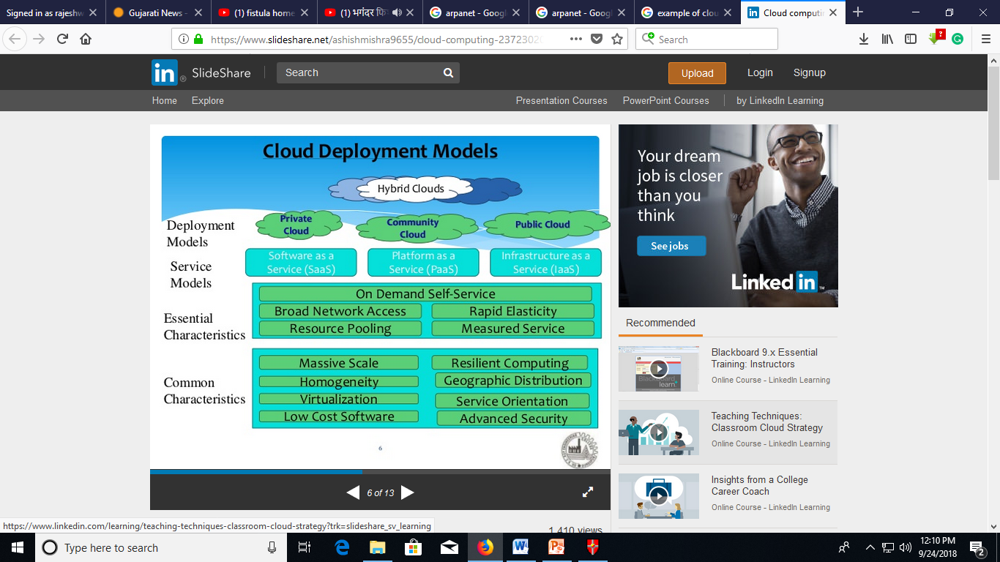 Signed in as rajeshw
Gujarati News -
(1) fistula home
(1) भगंदर
arpanet - Googl
arpanet - Googl
example of clou
in Cloud computin
https://www.slideshare.net/ashishmishra9655/cloud-computing-23723020
Search
in ® SlideShare
Search
Upload
Login
Signup
Home
Explore
Presentation Courses
PowerPoint Courses
by LinkedIn Learning
Cloud Deployment Models
Hybrid Clouds
Deployment
Models
Private
Cloud
Community
Cloud
Public Cloud
Service
Models
Software as a
Service (SaaS)
Platform as a
Service (PaaS)
Infrastructure as a
Service (IaaS)
Essential
Characteristics
On Demand Self-Service
Broad Network Access
Rapid Elasticity
Resource Pooling
Measured Service
Common
Characteristics
Massive Scale
Resilient Computing
Homogeneity
Geographic Distribution
Virtualization
Service Orientation
Low Cost Software
Advanced Security
6
6 of 13
Your dream
job is closer
than you
think
See jobs
Linked in ™
Recommended
Blackboard 9.x Essential
Training: Instructors
Online Course - LinkedIn Learning
Blackboard
learn
Teaching Techniques:
Classroom Cloud Strategy
Online Course - LinkedIn Learning
Insights from a College
Career Coach
Online Course - LinkedIn Learning
https://www.linkedin.com/learning/teaching-techniques-classroom-cloud-strategy?trk=slideshare_sv_learning
1,410 views
Type here to search
12:10 PM
9/24/2018
2